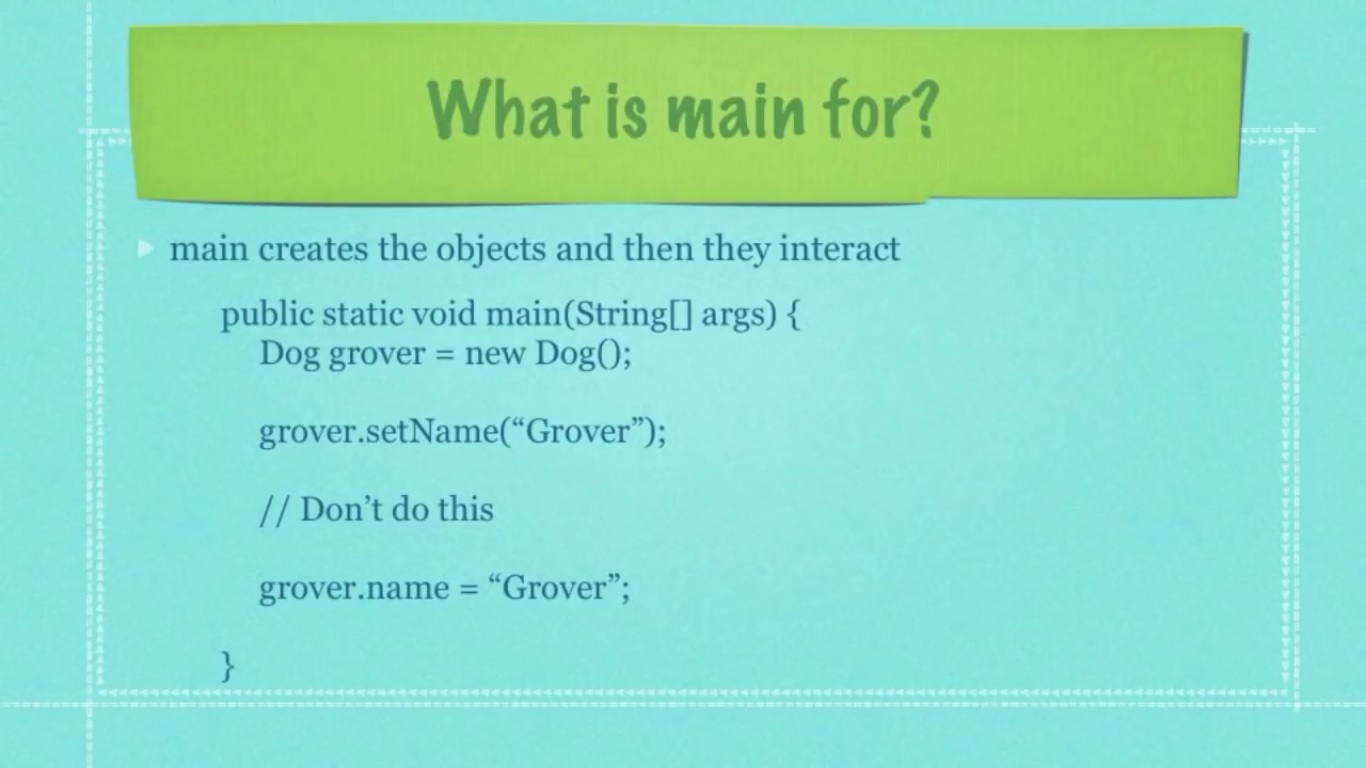 What is main for?
main creates the objects and then they interact
public static void main(String[] args) {
Dog grover = new Dog();
grover.setName(“Grover”);
// Don’t do this
grover.name = “Grover”;
}